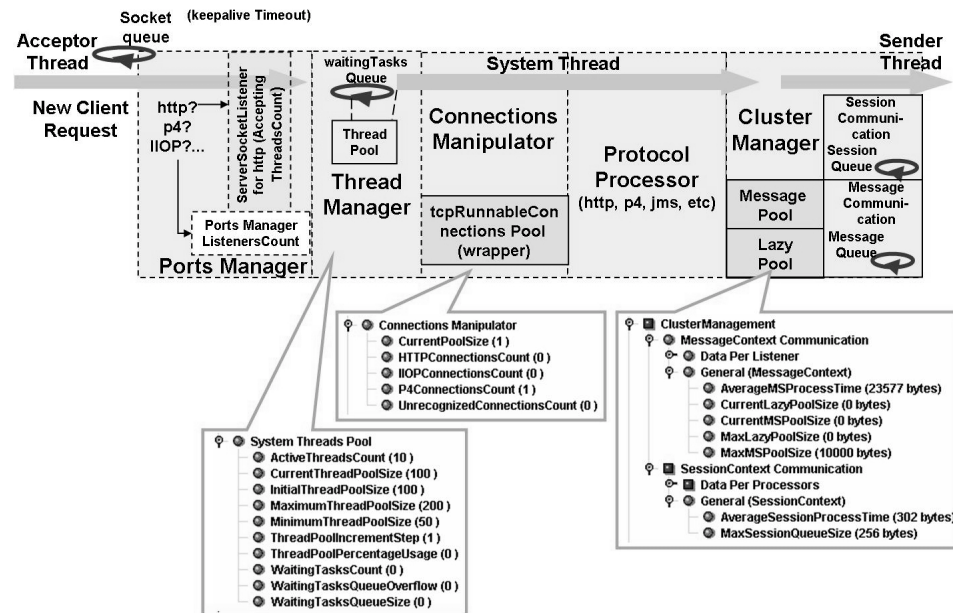 Socket
queue
(keepalive Timeout)
Acceptor
Thread
New Client
Request
http?
p4?
IIOP?...
ServerSocketListener
for http (Accepting
ThreadsCount)
Ports Manager
ListenersCount
Ports Manager
waitingTasks
Queue
Thread
Pool
Thread
Manager
System Thread
Connections
Manipulator
tcpRunnableCon
nections Pool
(wrapper)
Protocol
Processor
(http, p4, jms, etc)
Sender
Thread
Cluster
Manager
Message
Pool
Lazy
Pool
Session
Communi-
cation
Session
Queue
Message
Communi-
cation
Message
Queue
Connections Manipulator
CurrentPoolSize (1 )
HTTPConnectionsCount (0 )
IIOPConnectionsCount (0 )
P4ConnectionsCount (1 )
UnrecognizedConnectionsCount (0 )
System Threads Pool
ActiveThreadsCount (10 )
CurrentThreadPoolSize (100 )
InitialThreadPoolSize (100 )
MaximumThreadPoolSize (200 )
MinimumThreadPoolSize (50 )
ThreadPoolIncrementStep (1 )
ThreadPoolPercentageUsage (0 )
WaitingTasksCount (0 )
WaitingTasksQueueOverflow (0 )
WaitingTasksQueueSize (0 )
ClusterManagement
MessageContext Communication
Data Per Listener
General (MessageContext)
AverageMSProcessTime (23577 bytes)
CurrentLazyPoolSize (0 bytes)
CurrentMSPoolSize (0 bytes)
MaxLazyPoolSize (0 bytes)
MaxMSPoolSize (10000 bytes)
SessionContext Communication
Data Per Processors
General (SessionContext)
AverageSessionProcessTime (302 bytes)
MaxSessionQueueSize (256 bytes)